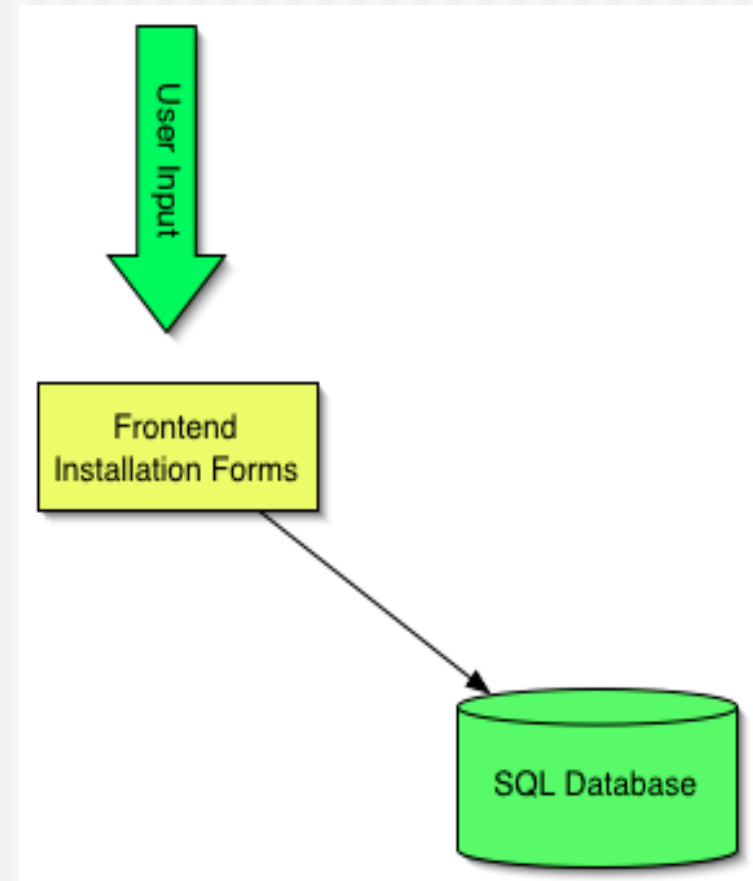 User Input
Frontend
Installation Forms
SQL Database